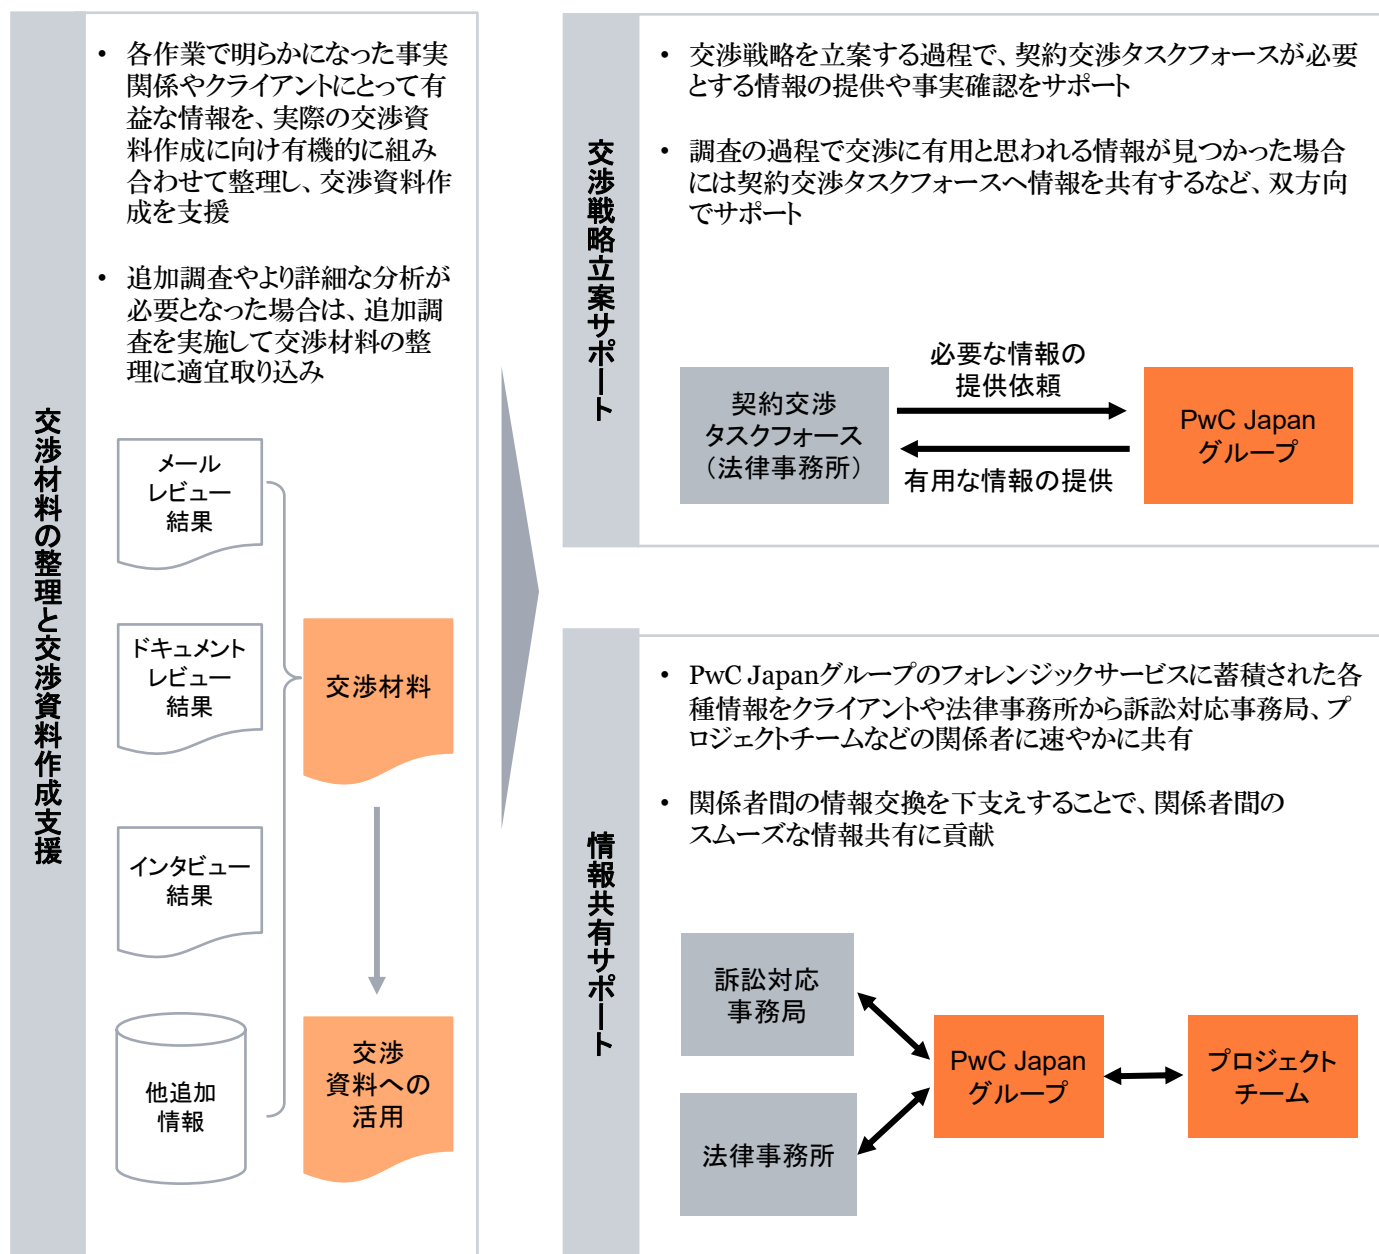 交渉材料の整理と交渉資料作成支援
• 各作業で明らかになった事実
関係やクライアントにとって有
益な情報を、実際の交渉資
料作成に向け有機的に組み
合わせて整理し、交渉資料作
成を支援
• 追加調査やより詳細な分析が
必要となった場合は、追加調
査を実施して交渉材料の整
理に適宜取り込み
メール
レビュー
結果
ドキュメント
レビュー
結果
インタビュー
結果
他追加
情報
交渉材料
交渉
資料への
活用
交渉戦略立案サポート
• 交渉戦略を立案する過程で、契約交渉タスクフォースが必要
とする情報の提供や事実確認をサポート
• 調査の過程で交渉に有用と思われる情報が見つかった場合
には契約交渉タスクフォースへ情報を共有するなど、双方向
でサポート
契約交渉
タスクフォース
（法律事務所）
必要な情報の
提供依頼
有用な情報の提供
PwC Japan
グループ
情報共有サポート
• PwC Japanグループのフォレンジックサービスに蓄積された各
種情報をクライアントや法律事務所から訴訟対応事務局、プ
ロジェクトチームなどの関係者に速やかに共有
• 関係者間の情報交換を下支えすることで、関係者間の
スムーズな情報共有に貢献
訴訟対応
事務局
法律事務所
PwC Japan
グループ
プロジェクト
チーム